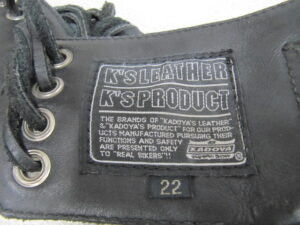 K'S LEATHER
K'S PRODUCT
THE BRANDS OF "KADOYA'S LEATHER"
& "KADOYA'S PRODUCT" FOR OUR PROD-
UCTS MANUFACTURED PURSUING THEIR
FUNCTIONS AND SAFETY
ARE PRESENTED ONLY
TO "REAL BIKERS"!!
KADOYA
22